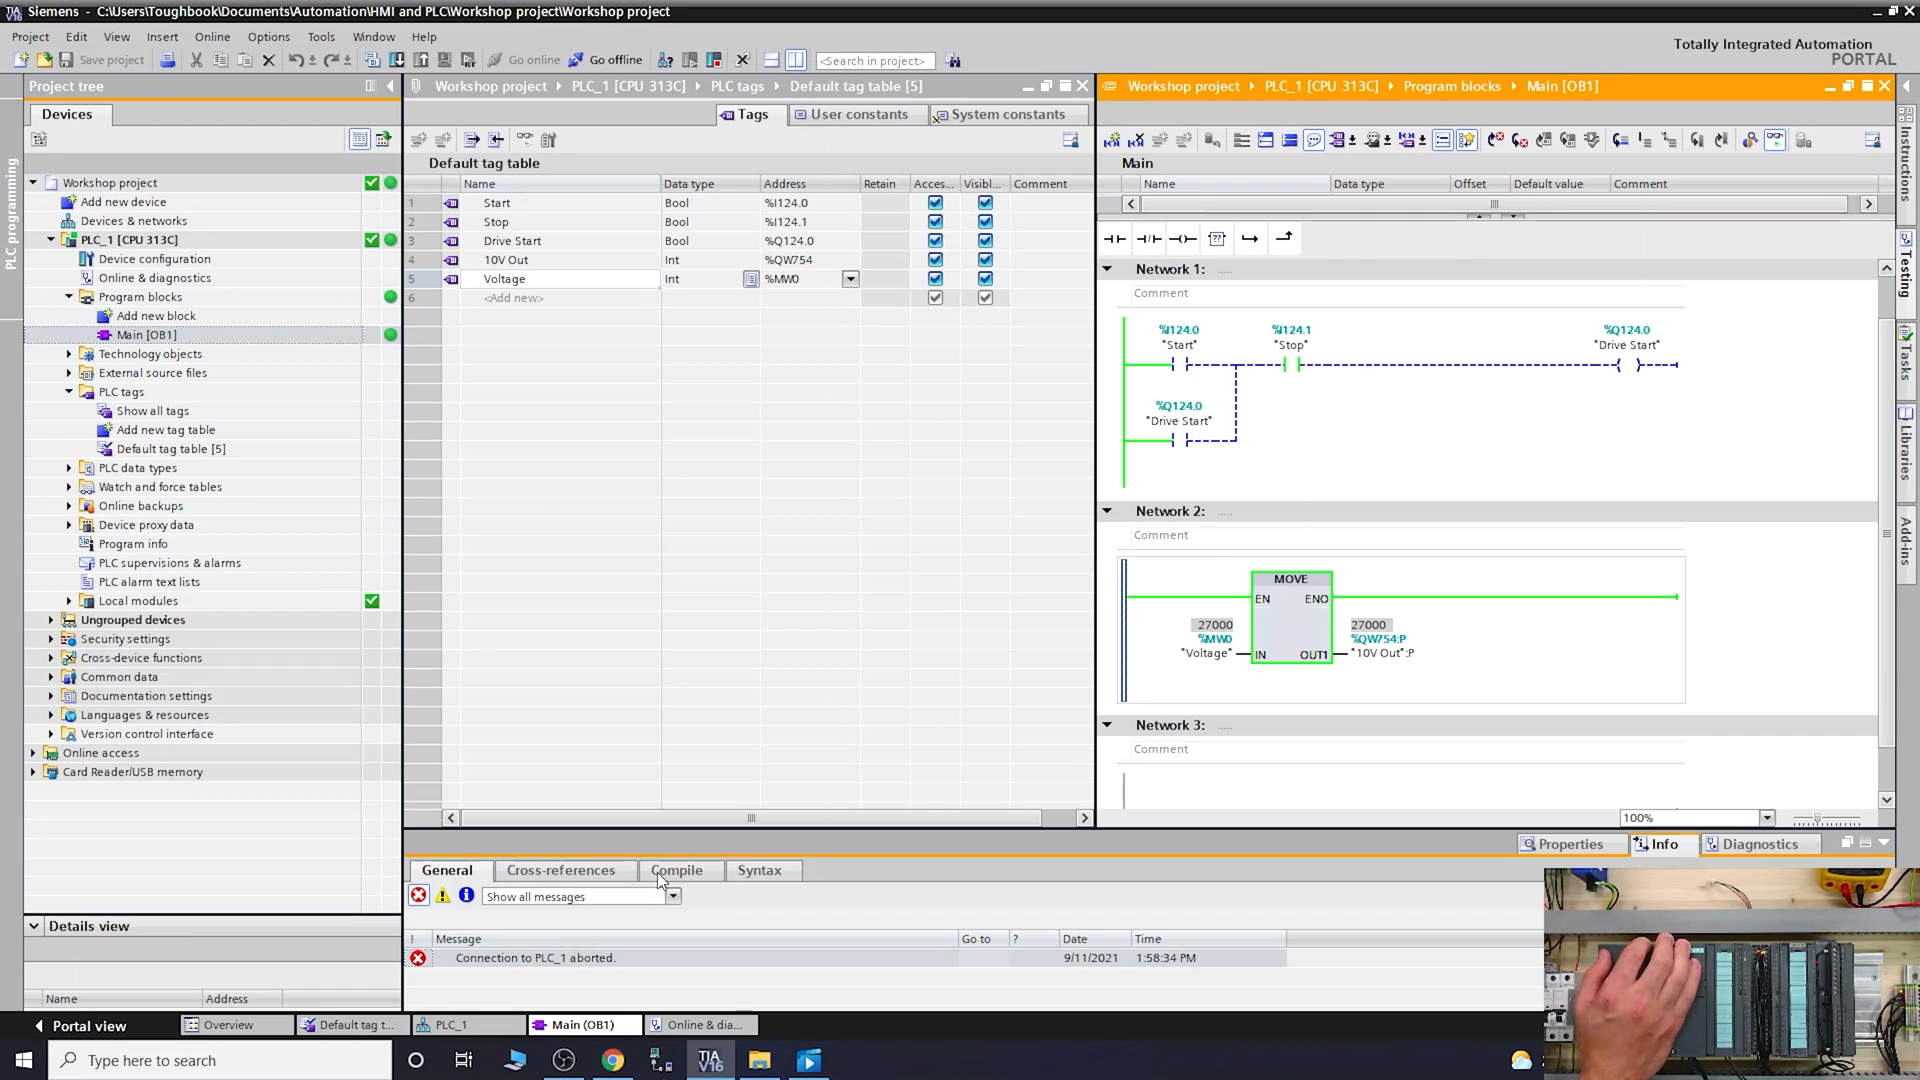 Siemens - C:\Users\Toughbook\Documents\Automation\HMI and PLC\Workshop project\Workshop project
Project Edit View Insert Online Options Tools Window Help
Totally Integrated Automation
PORTAL
Save project
Go online
Go offline
<Search in project>
Project tree
Devices
PLC programming
Workshop project
Add new device
Devices & networks
PLC_1 [CPU 313C]
Device configuration
Online & diagnostics
Program blocks
Add new block
Main [OB1]
Technology objects
External source files
PLC tags
Show all tags
Add new tag table
Default tag table [5]
PLC data types
Watch and force tables
Online backups
Device proxy data
Program info
PLC supervisions & alarms
PLC alarm text lists
Local modules
Ungrouped devices
Security settings
Cross-device functions
Common data
Documentation settings
Languages & resources
Version control interface
Online access
Card Reader/USB memory
Details view
Name Address
Workshop project PLC_1 [CPU 313C] PLC tags Default tag table [5]
Tags User constants System constants
Default tag table
Name Data type Address Retain Acces... Visibl... Comment
1 Start Bool %I124.0
2 Stop Bool %I124.1
3 Drive Start Bool %Q124.0
4 10V Out Int %QW754
5 Voltage Int %MW0
6 <Add new>
Workshop project PLC_1 [CPU 313C] Program blocks Main [OB1]
Main
Name Data type Offset Default value Comment
??
Network 1: .....
Comment
%I124.0 %I124.1 %Q124.0
"Start" "Stop" "Drive Start"
%Q124.0
"Drive Start"
Network 2: .....
Comment
MOVE
EN ENO
27000 27000
%MW0 %QW754:P
"Voltage" IN OUT1 "10V Out":P
Network 3: .....
Comment
100%
Instructions
Testing
Tasks
Libraries
Add-ins
Properties Info Diagnostics
General Cross-references Compile Syntax
Show all messages
! Message Go to ? Date Time
Connection to PLC_1 aborted. 9/11/2021 1:58:34 PM
Portal view Overview Default tag t... PLC_1 Main (OB1) Online & dia...
Type here to search
TIA
V16